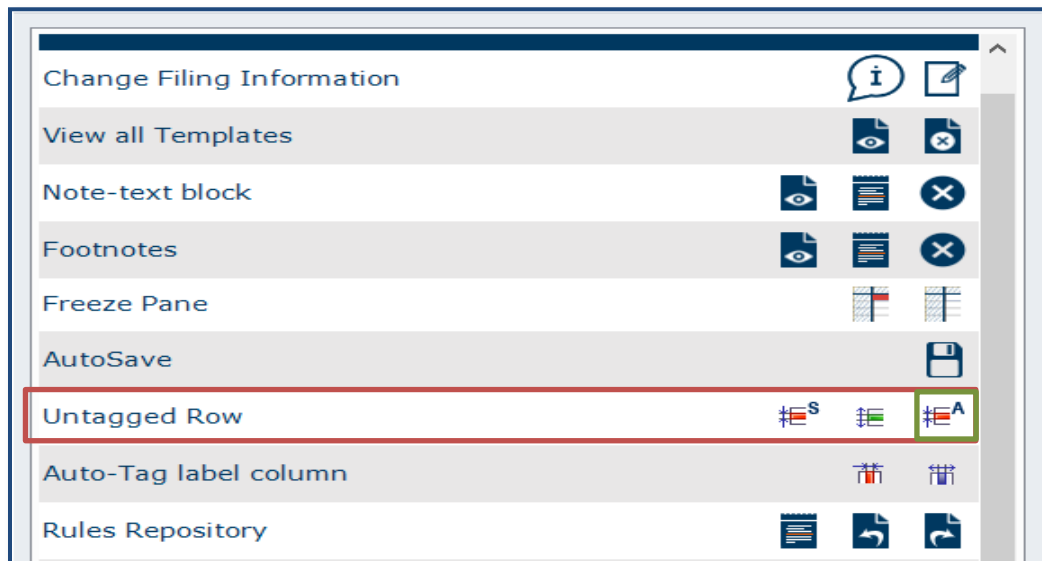 Change Filing Information i
View all Templates
Note-text block
Footnotes
Freeze Pane
AutoSave
Untagged Row S A
Auto-Tag label column
Rules Repository